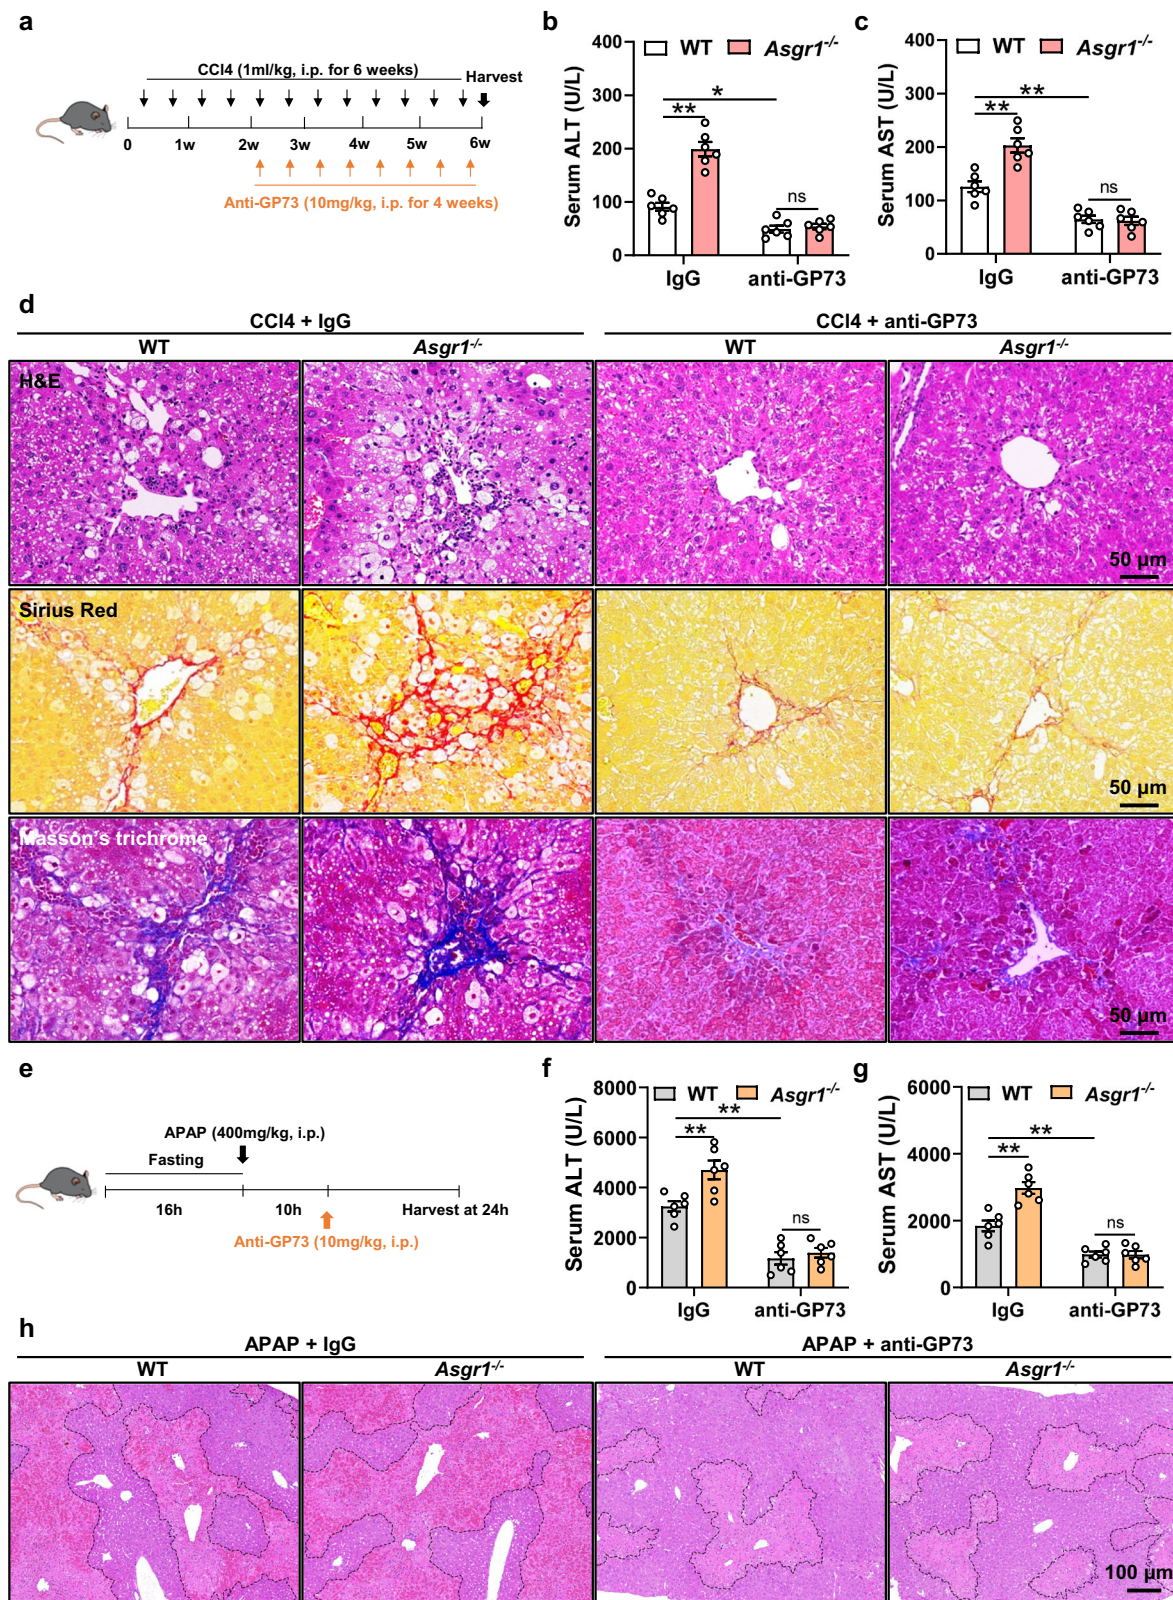 a
CCl4 (1ml/kg, i.p. for 6 weeks)
Harvest
0 1w 2w 3w 4w 5w 6w
Anti-GP73 (10mg/kg, i.p. for 4 weeks)
b
WT Asgr1-/-
Serum ALT (U/L)
400
300
200
100
0
*
**
ns
IgG anti-GP73
c
WT Asgr1-/-
Serum AST (U/L)
400
300
200
100
0
**
**
ns
IgG anti-GP73
d
CCl4 + IgG CCl4 + anti-GP73
WT Asgr1-/- WT Asgr1-/-
H&E
50 µm
Sirius Red
50 µm
Masson's trichrome
50 µm
e
APAP (400mg/kg, i.p.)
Fasting
16h 10h Harvest at 24h
Anti-GP73 (10mg/kg, i.p.)
f
WT Asgr1-/-
Serum ALT (U/L)
8000
6000
4000
2000
0
**
**
ns
IgG anti-GP73
g
WT Asgr1-/-
Serum AST (U/L)
6000
4000
2000
0
**
**
ns
IgG anti-GP73
h
APAP + IgG APAP + anti-GP73
WT Asgr1-/- WT Asgr1-/-
100 µm